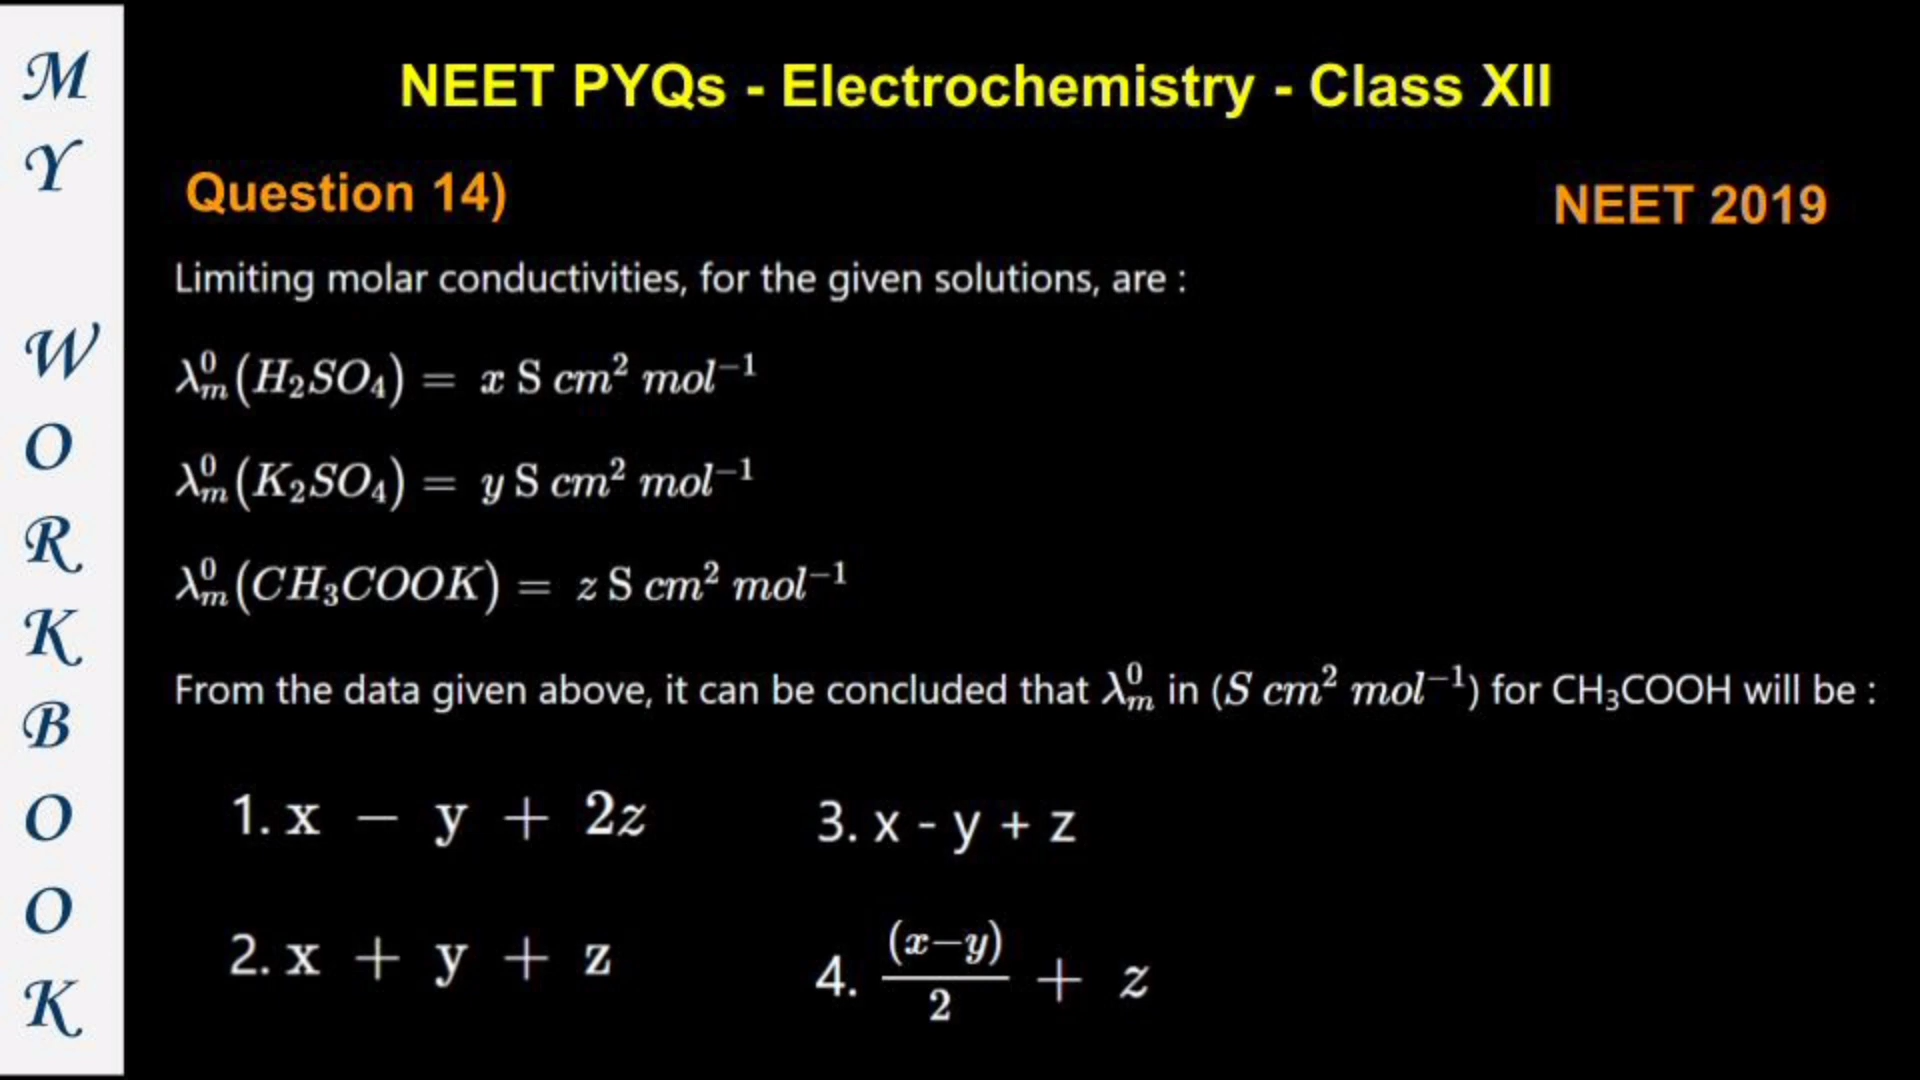 MY WORKBOOK
NEET PYQs - Electrochemistry - Class XII
Question 14)
NEET 2019
Limiting molar conductivities, for the given solutions, are :
λ⁰ₘ(H₂SO₄) = x S cm² mol⁻¹
λ⁰ₘ(K₂SO₄) = y S cm² mol⁻¹
λ⁰ₘ(CH₃COOK) = z S cm² mol⁻¹
From the data given above, it can be concluded that λ⁰ₘ in (S cm² mol⁻¹) for CH₃COOH will be :
1. x − y + 2z
3. x - y + z
2. x + y + z
4. (x−y)/2 + z